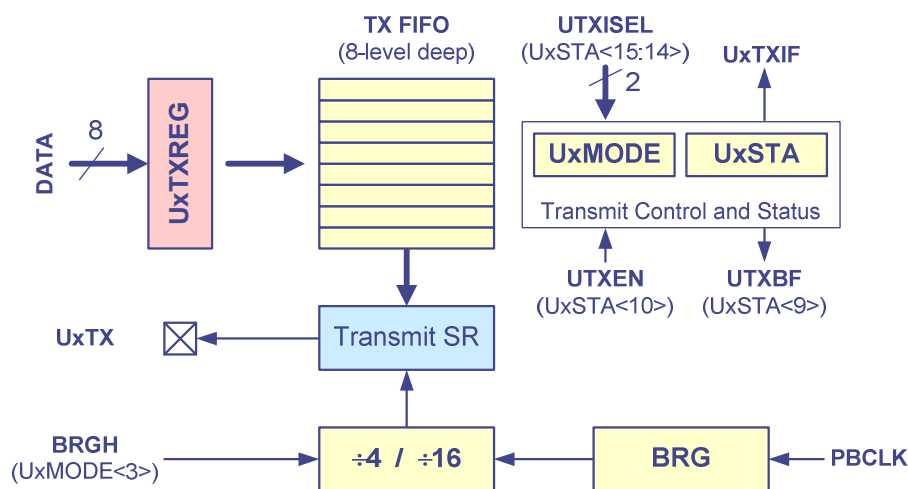 TX FIFO
(8-level deep)
UTXISEL
(UxSTA<15:14>)
UxTXIF
2
DATA
8
UxTXREG
UxMODE
UxSTA
Transmit Control and Status
UTXEN
(UxSTA<10>)
UTXBF
(UxSTA<9>)
UxTX
Transmit SR
BRGH
(UxMODE<3>)
÷4 / ÷16
BRG
PBCLK